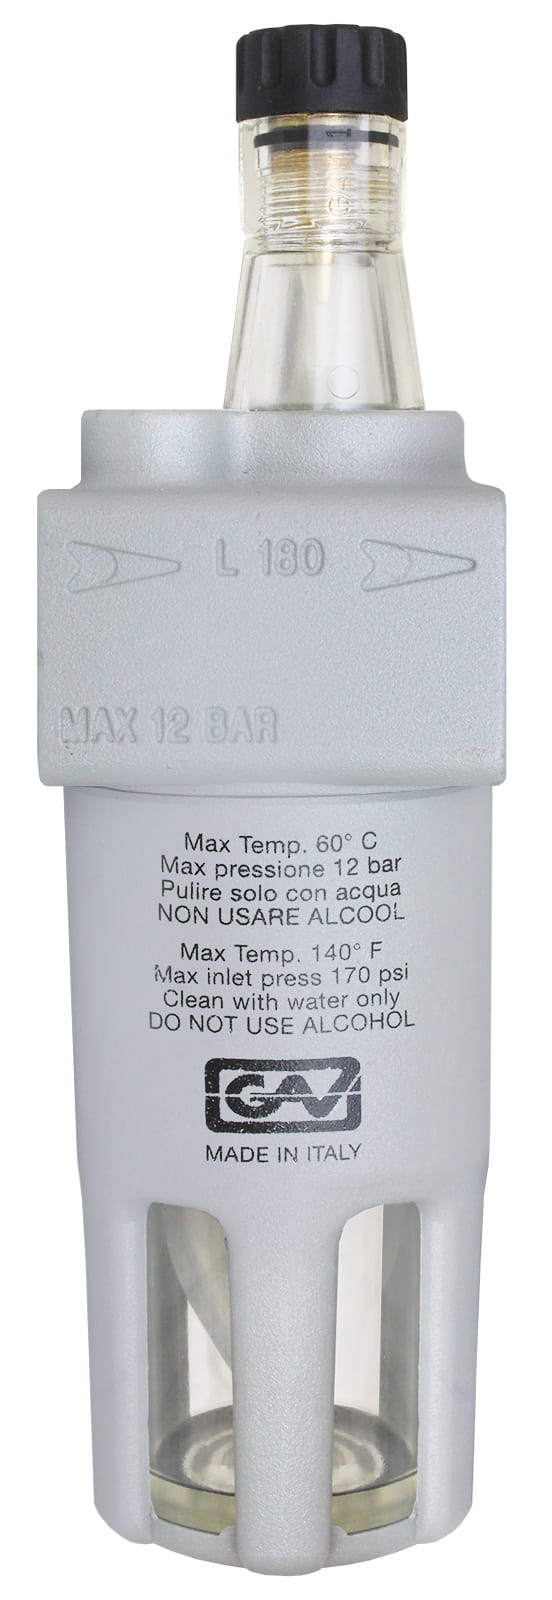 L 180
MAX 12 BAR
Max Temp. 60° C
Max pressione 12 bar
Pulire solo con acqua
NON USARE ALCOOL
Max Temp. 140° F
Max inlet press 170 psi
Clean with water only
DO NOT USE ALCOHOL
GAV
MADE IN ITALY